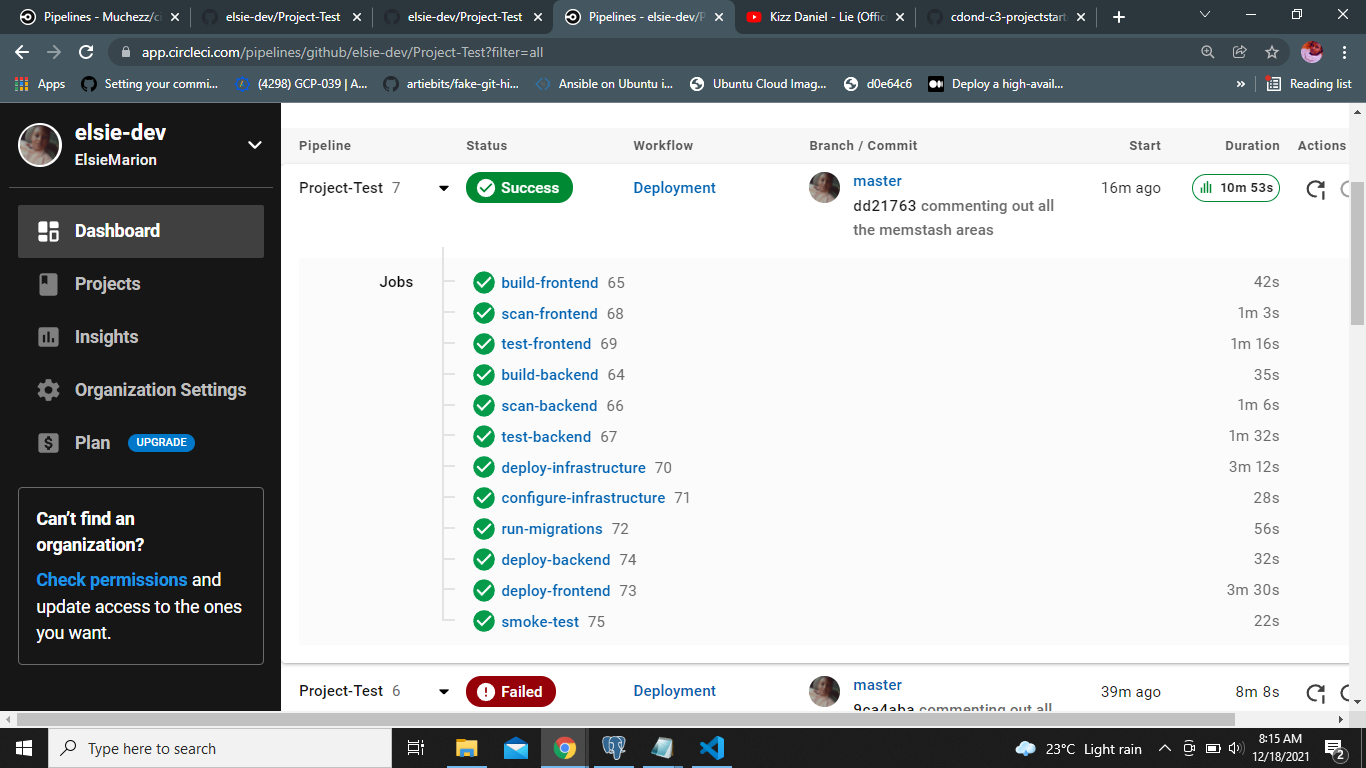 Pipelines - Muchezz/ci
elsie-dev/Project-Test
elsie-dev/Project-Test
Pipelines - elsie-dev/P
Kizz Daniel - Lie (Offic
cdond-c3-projectstart
app.circleci.com/pipelines/github/elsie-dev/Project-Test?filter=all
Apps
Setting your commi...
(4298) GCP-039 | A...
artiebits/fake-git-hi...
Ansible on Ubuntu i...
Ubuntu Cloud Imag...
d0e64c6
Deploy a high-avail...
»
Reading list
elsie-dev
ElsieMarion
Dashboard
Projects
Insights
Organization Settings
Plan UPGRADE
Can't find an
organization?
Check permissions and
update access to the ones
you want.
Pipeline Status Workflow Branch / Commit Start Duration Actions
Project-Test 7 Success Deployment master 16m ago 10m 53s
dd21763 commenting out all
the memstash areas
Jobs
build-frontend 65 42s
scan-frontend 68 1m 3s
test-frontend 69 1m 16s
build-backend 64 35s
scan-backend 66 1m 6s
test-backend 67 1m 32s
deploy-infrastructure 70 3m 12s
configure-infrastructure 71 28s
run-migrations 72 56s
deploy-backend 74 32s
deploy-frontend 73 3m 30s
smoke-test 75 22s
Project-Test 6 Failed Deployment master 39m ago 8m 8s
9ca4aba commenting out all
Type here to search
23°C Light rain
8:15 AM
12/18/2021
2